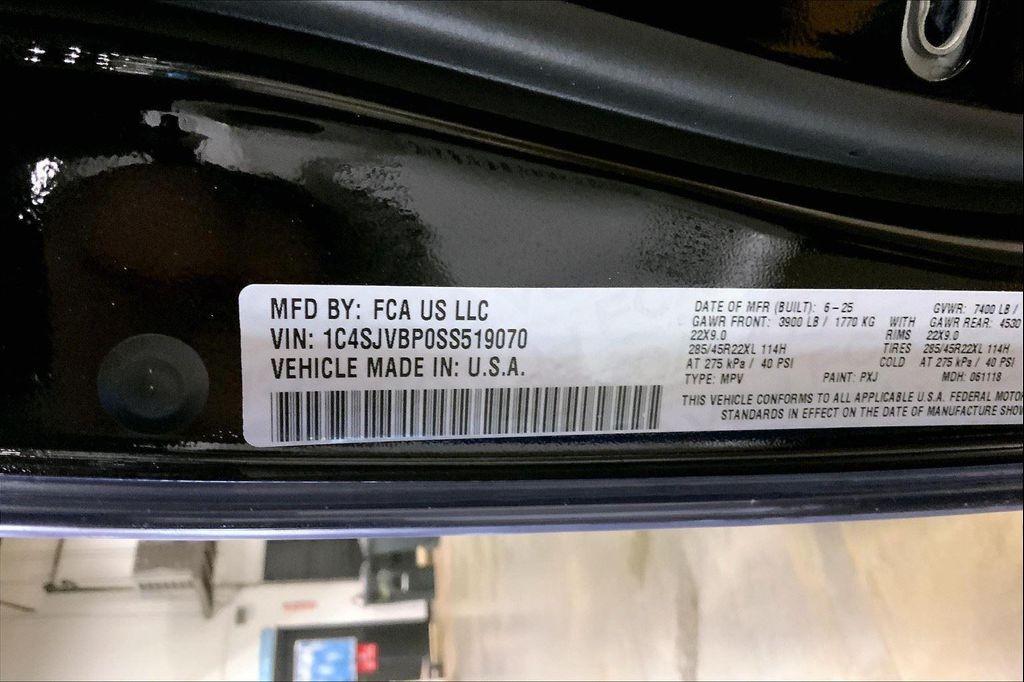 MFD BY: FCA US LLC
VIN: 1C4SJVBP0SS519070
VEHICLE MADE IN: U.S.A.
DATE OF MFR (BUILT): 6-25 GVWR: 7400 LB /
GAWR FRONT: 3900 LB / 1770 KG WITH GAWR REAR: 4530
22X9.0 RIMS 22X9.0
285/45R22XL 114H TIRES 285/45R22XL 114H
AT 275 kPa / 40 PSI COLD AT 275 kPa / 40 PSI
TYPE: MPV PAINT: PXJ MDH: 061118
THIS VEHICLE CONFORMS TO ALL APPLICABLE U.S.A. FEDERAL MOTOR
STANDARDS IN EFFECT ON THE DATE OF MANUFACTURE SHOW